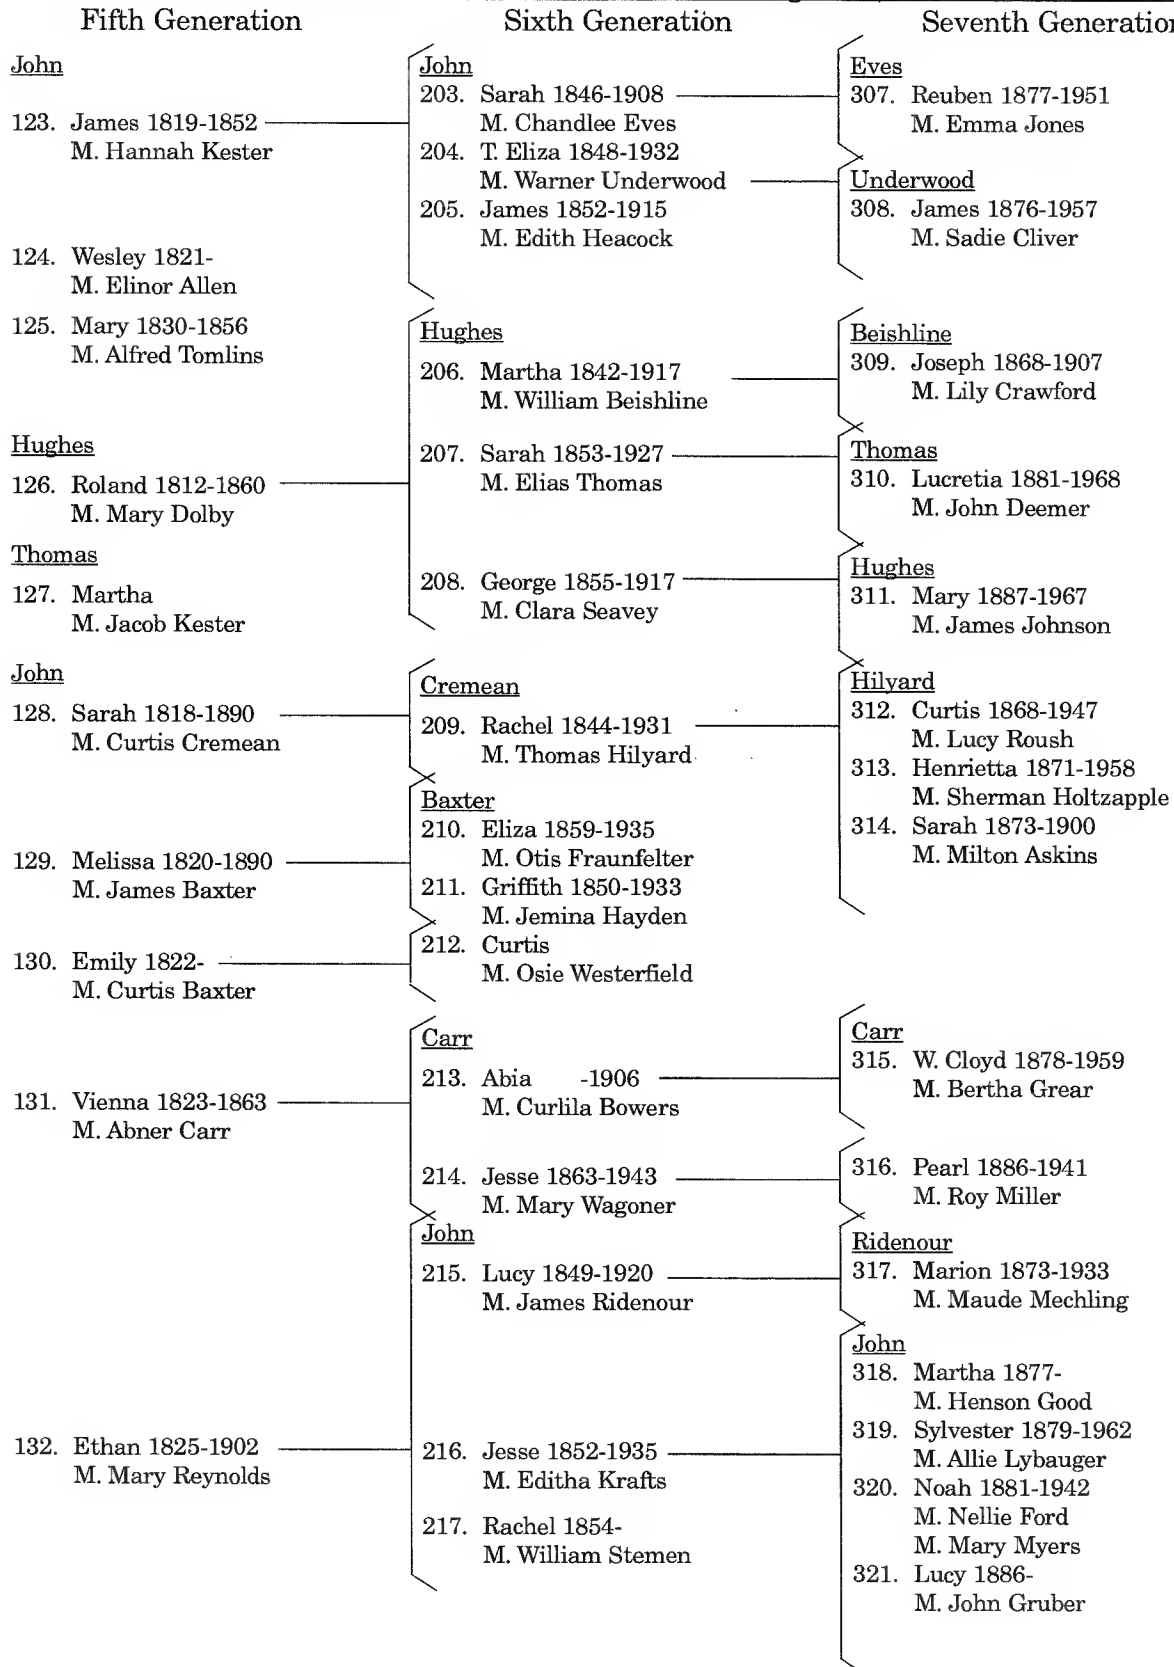 Fifth Generation
John
123. James 1819-1852
M. Hannah Kester
124. Wesley 1821-
M. Elinor Allen
125. Mary 1830-1856
M. Alfred Tomlins
Hughes
126. Roland 1812-1860
M. Mary Dolby
Thomas
127. Martha
M. Jacob Kester
John
128. Sarah 1818-1890
M. Curtis Cremean
129. Melissa 1820-1890
M. James Baxter
130. Emily 1822-
M. Curtis Baxter
131. Vienna 1823-1863
M. Abner Carr
132. Ethan 1825-1902
M. Mary Reynolds
Sixth Generation
John
203. Sarah 1846-1908
M. Chandlee Eves
204. T. Eliza 1848-1932
M. Warner Underwood
205. James 1852-1915
M. Edith Heacock
Hughes
206. Martha 1842-1917
M. William Beishline
207. Sarah 1853-1927
M. Elias Thomas
208. George 1855-1917
M. Clara Seavey
Cremean
209. Rachel 1844-1931
M. Thomas Hilyard
Baxter
210. Eliza 1859-1935
M. Otis Fraunfelter
211. Griffith 1850-1933
M. Jemina Hayden
212. Curtis
M. Osie Westerfield
Carr
213. Abia -1906
M. Curlila Bowers
214. Jesse 1863-1943
M. Mary Wagoner
John
215. Lucy 1849-1920
M. James Ridenour
216. Jesse 1852-1935
M. Editha Krafts
217. Rachel 1854-
M. William Stemen
Seventh Generation
Eves
307. Reuben 1877-1951
M. Emma Jones
Underwood
308. James 1876-1957
M. Sadie Cliver
Beishline
309. Joseph 1868-1907
M. Lily Crawford
Thomas
310. Lucretia 1881-1968
M. John Deemer
Hughes
311. Mary 1887-1967
M. James Johnson
Hilyard
312. Curtis 1868-1947
M. Lucy Roush
313. Henrietta 1871-1958
M. Sherman Holtzapple
314. Sarah 1873-1900
M. Milton Askins
Carr
315. W. Cloyd 1878-1959
M. Bertha Grear
316. Pearl 1886-1941
M. Roy Miller
Ridenour
317. Marion 1873-1933
M. Maude Mechling
John
318. Martha 1877-
M. Henson Good
319. Sylvester 1879-1962
M. Allie Lybauger
320. Noah 1881-1942
M. Nellie Ford
M. Mary Myers
321. Lucy 1886-
M. John Gruber